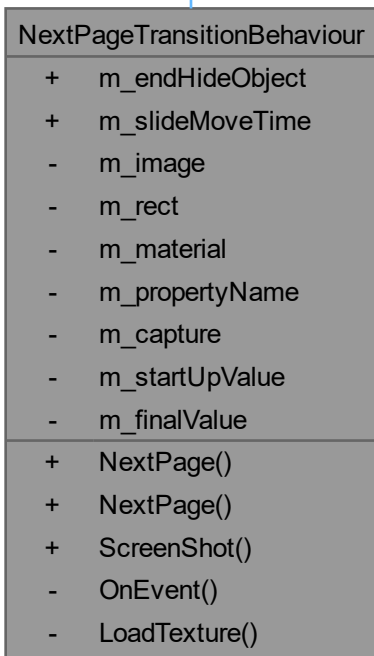 NextPageTransitionBehaviour
+ m_endHideObject
+ m_slideMoveTime
- m_image
- m_rect
- m_material
- m_propertyName
- m_capture
- m_startUpValue
- m_finalValue
+ NextPage()
+ NextPage()
+ ScreenShot()
- OnEvent()
- LoadTexture()